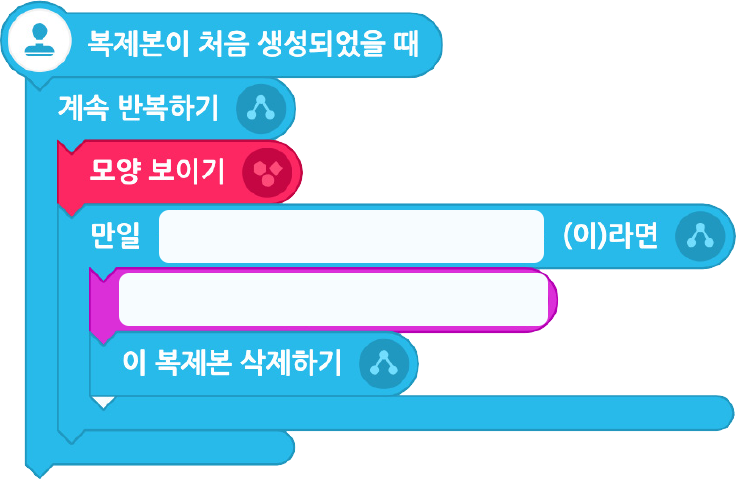 복제본이 처음 생성되었을 때
계속 반복하기
모양 보이기
만일 (이)라면
이 복제본 삭제하기